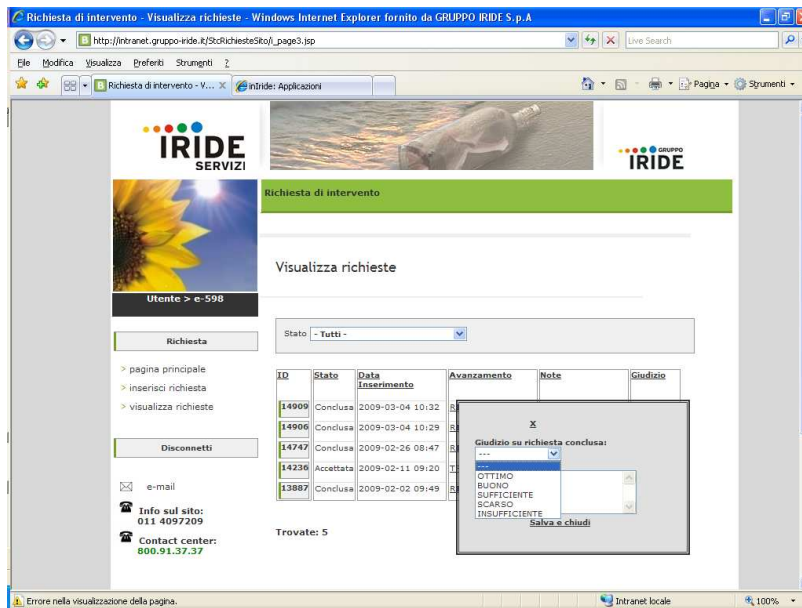 Richiesta di intervento - Visualizza richieste - Windows Internet Explorer fornito da GRUPPO IRIDE S.p.A
http://intranet.gruppo-iride.it/StcRichiesteSito/i_page3.jsp
Live Search
File Modifica Visualizza Preferiti Strumenti ?
Richiesta di intervento - V... X
inIride: Applicazioni
Pagina
Strumenti
IRIDE
SERVIZI
GRUPPO
IRIDE
Richiesta di intervento
Visualizza richieste
Utente > e-598
Stato - Tutti -
Richiesta
> pagina principale
> inserisci richiesta
> visualizza richieste
Disconnetti
e-mail
Info sul sito:
011 4097209
Contact center:
800.91.37.37
ID Stato Data Inserimento Avanzamento Note Giudizio
14909 Conclusa 2009-03-04 10:32
14906 Conclusa 2009-03-04 10:29
14747 Conclusa 2009-02-26 08:47
14236 Accettata 2009-02-11 09:20
13887 Conclusa 2009-02-02 09:49
Trovate: 5
X
Giudizio su richiesta conclusa:
---
---
OTTIMO
BUONO
SUFFICIENTE
SCARSO
INSUFFICIENTE
Salva e chiudi
Errore nella visualizzazione della pagina.
Intranet locale
100%